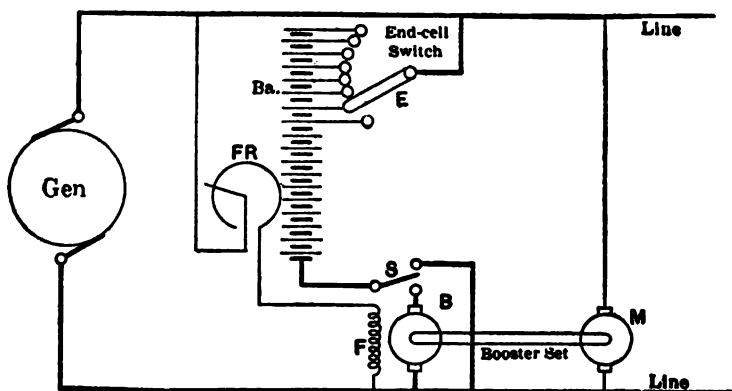 Line
End-cell
Switch
Ba.
E
FR
Gen
S
B
M
F
Booster Set
Line